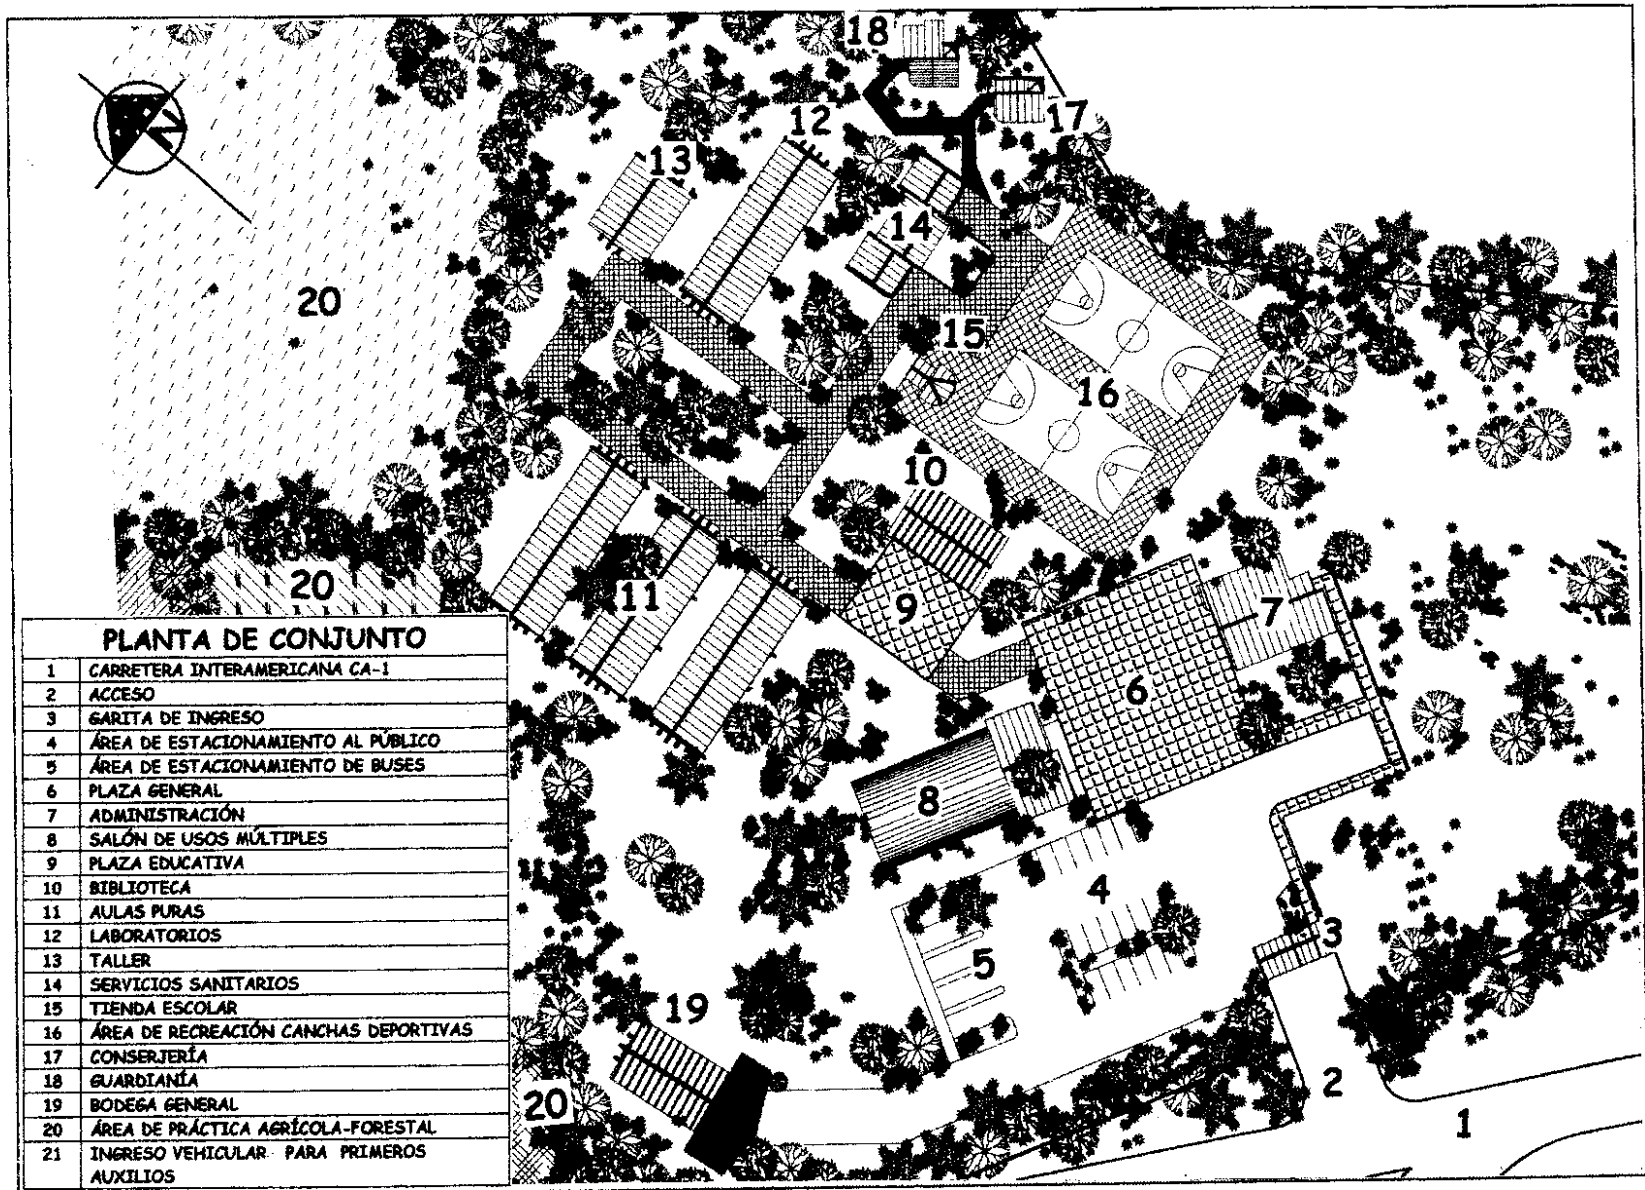 18
17
12
13
14
N
20
15
16
10
20
11
9
7
6
8
4
5
3
19
20
2
1
PLANTA DE CONJUNTO
1 CARRETERA INTERAMERICANA CA-1
2 ACCESO
3 GARITA DE INGRESO
4 ÁREA DE ESTACIONAMIENTO AL PÚBLICO
5 ÁREA DE ESTACIONAMIENTO DE BUSES
6 PLAZA GENERAL
7 ADMINISTRACIÓN
8 SALÓN DE USOS MÚLTIPLES
9 PLAZA EDUCATIVA
10 BIBLIOTECA
11 AULAS PURAS
12 LABORATORIOS
13 TALLER
14 SERVICIOS SANITARIOS
15 TIENDA ESCOLAR
16 ÁREA DE RECREACIÓN CANCHAS DEPORTIVAS
17 CONSERJERÍA
18 GUARDIANÍA
19 BODEGA GENERAL
20 ÁREA DE PRÁCTICA AGRÍCOLA-FORESTAL
21 INGRESO VEHICULAR PARA PRIMEROS
AUXILIOS